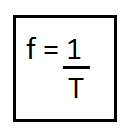 f = 1
T